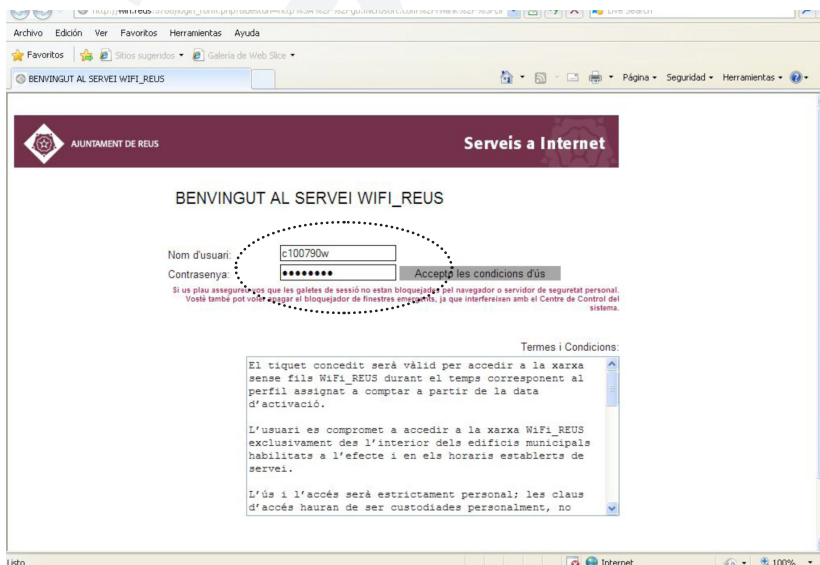 Archivo Edición Ver Favoritos Herramientas Ayuda
Favoritos Sitios sugeridos Galería de Web Slice
BENVINGUT AL SERVEI WIFI_REUS Página Seguridad Herramientas
AJUNTAMENT DE REUS Serveis a Internet
BENVINGUT AL SERVEI WIFI_REUS
Nom d'usuari: c100790w
Contrasenya: ●●●●●●●● Accepto les condicions d'ús
Si us plau assegureu-vos que les galetes de sessió no estan bloquejades pel navegador o servidor de seguretat personal.
Vostè també pot voler apagar el bloquejador de finestres emergents, ja que interfereixen amb el Centre de Control del
sistema.
Termes i Condicions:
El tiquet concedit serà vàlid per accedir a la xarxa
sense fils WiFi_REUS durant el temps corresponent al
perfil assignat a comptar a partir de la data
d'activació.
L'usuari es compromet a accedir a la xarxa WiFi_REUS
exclusivament des l'interior dels edificis municipals
habilitats a l'efecte i en els horaris establerts de
servei.
L'ús i l'accés serà estrictament personal; les claus
d'accés hauran de ser custodiades personalment, no
Listo Internet 100%